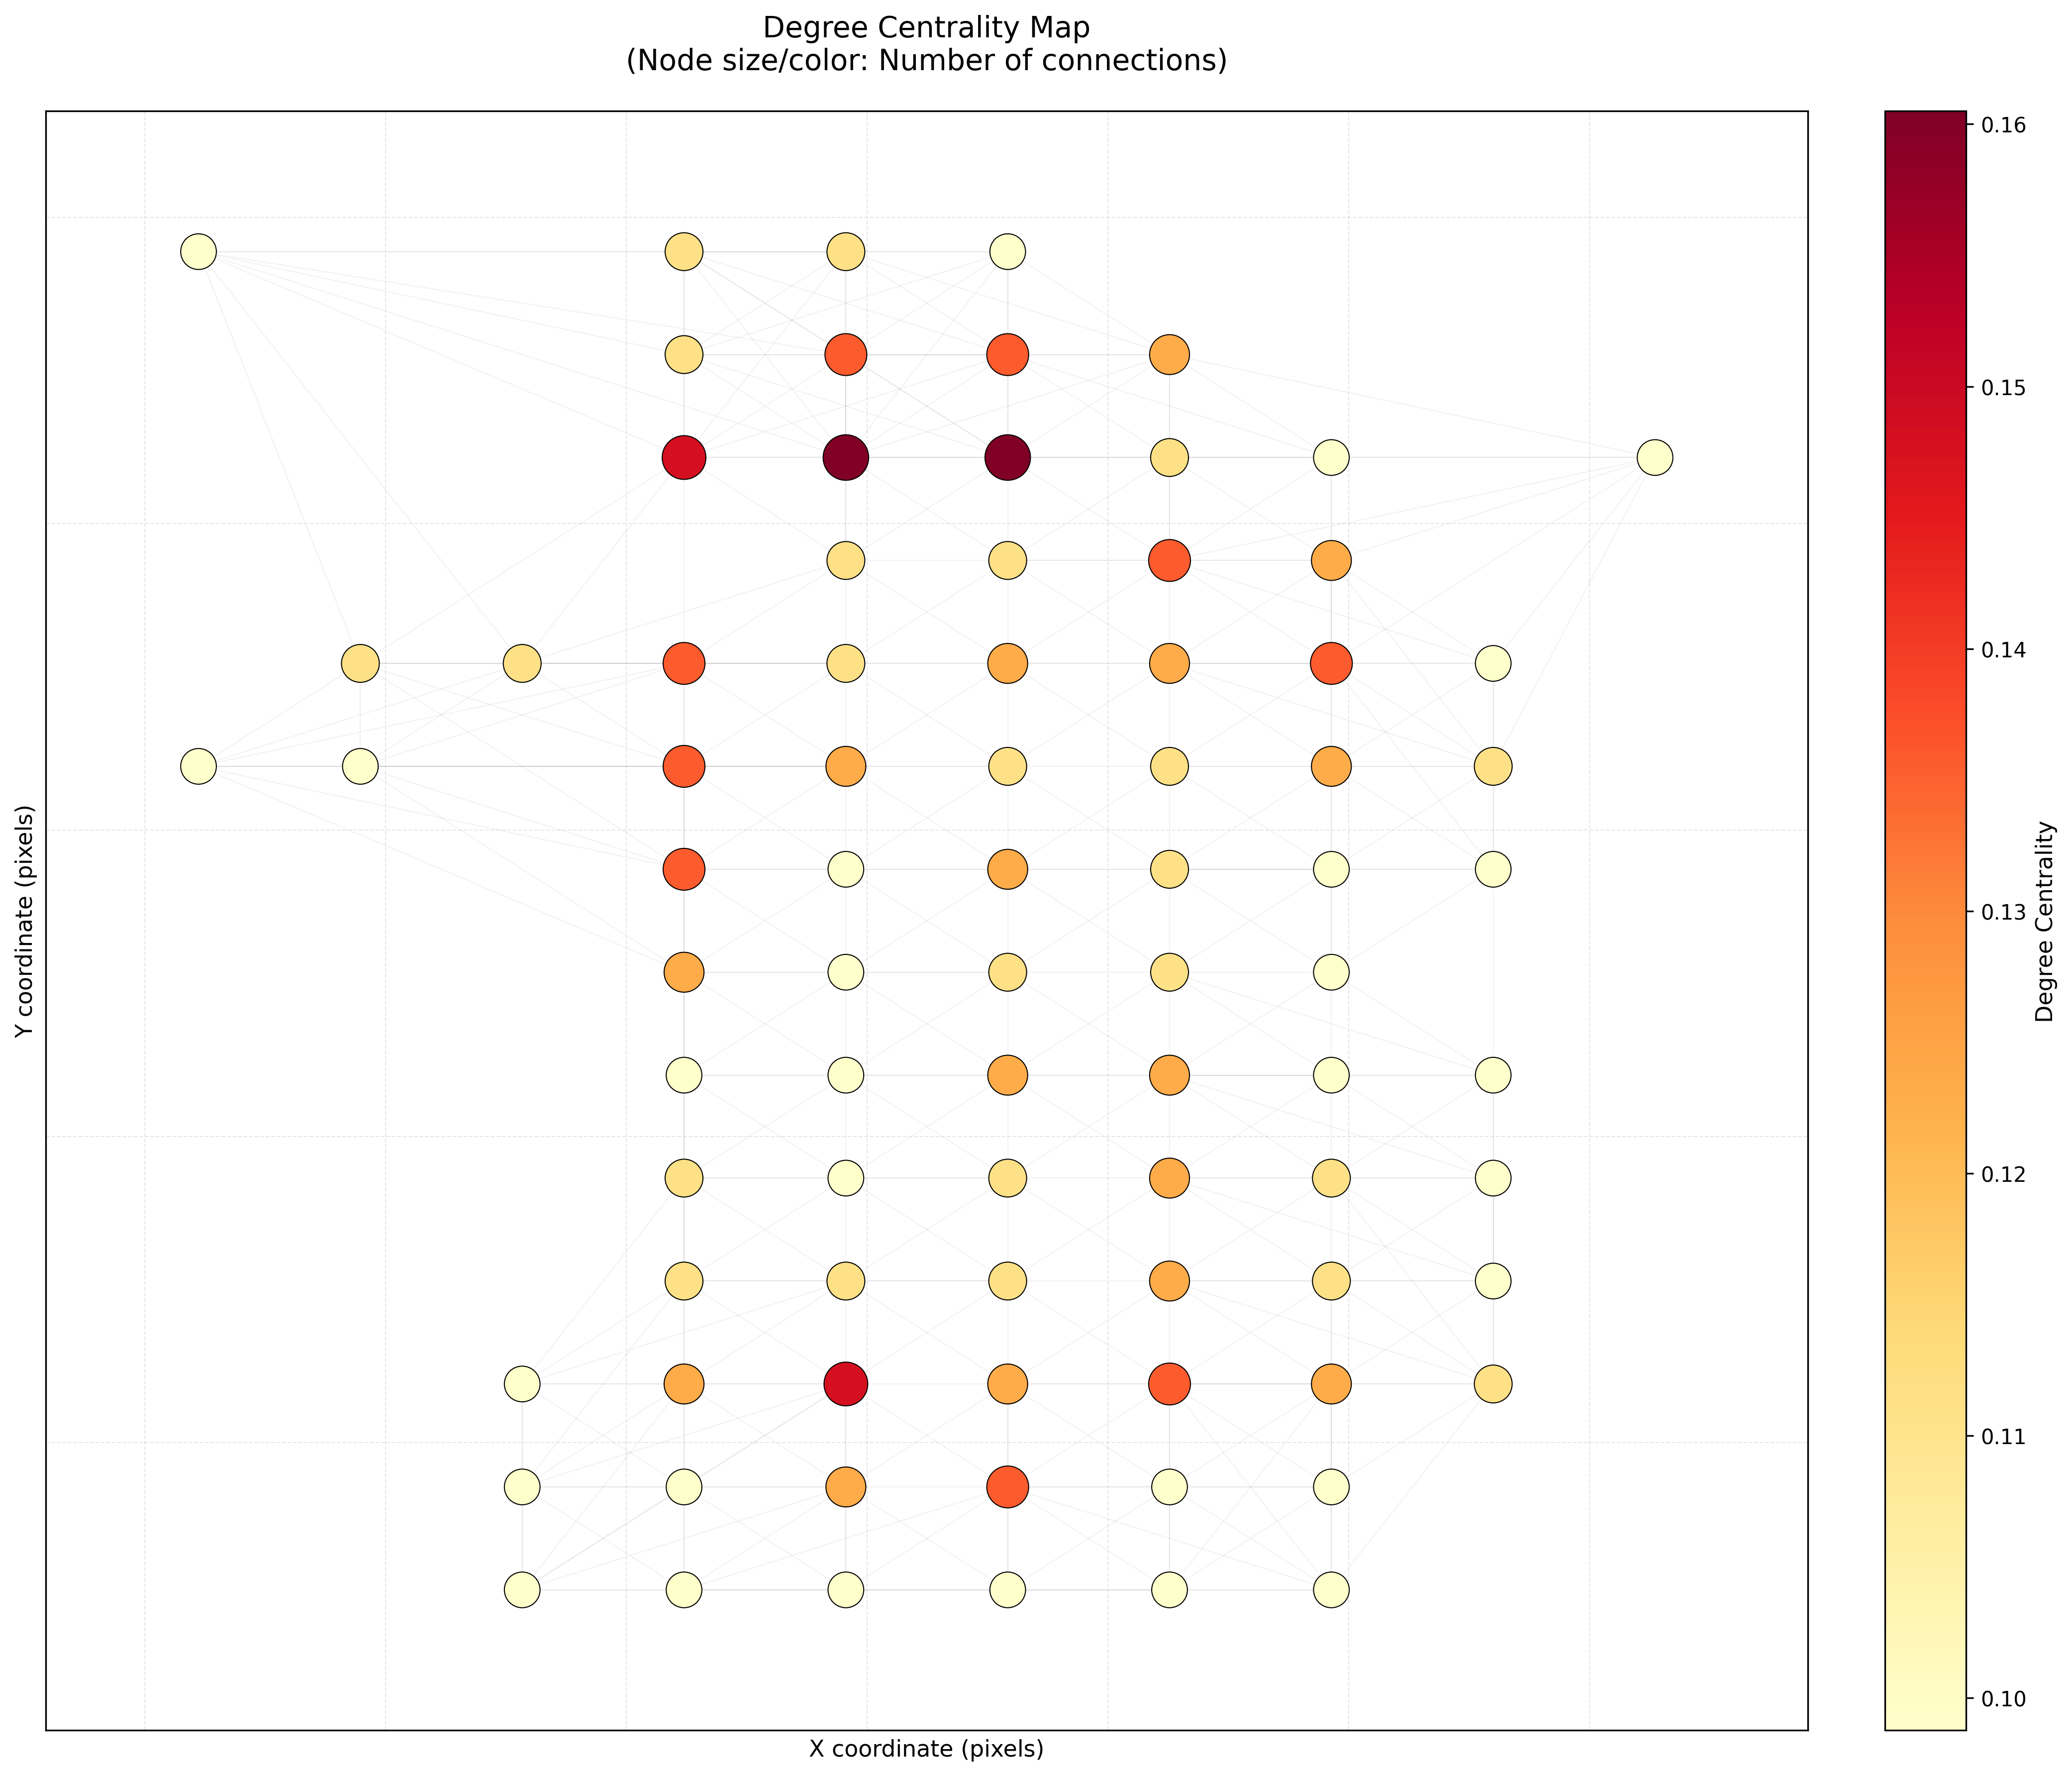 Degree Centrality Map
(Node size/color: Number of connections)
Y coordinate (pixels)
X coordinate (pixels)
0.16
0.15
0.14
0.13
0.12
0.11
0.10
Degree Centrality